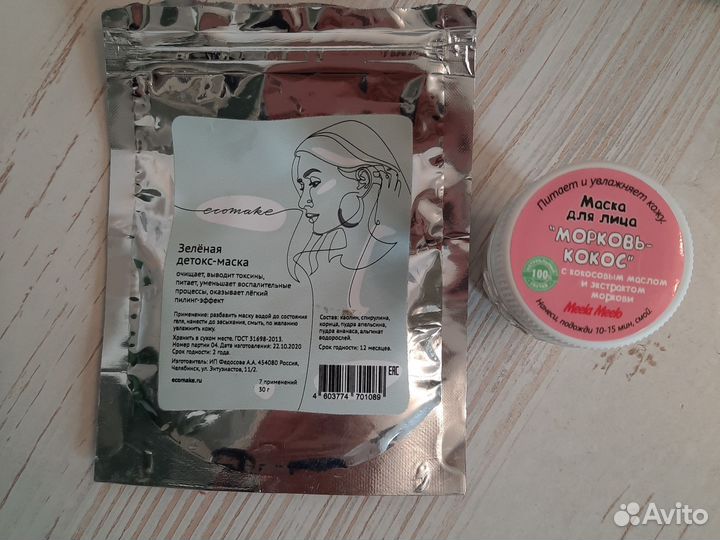 ecomake
Зелёная
детокс-маска
очищает, выводит токсины,
питает, уменьшает воспалительные
процессы, оказывает лёгкий
пилинг-эффект
Применение: разбавить маску водой до состояния
геля, нанести до засыхания, смыть, по желанию
увлажнить кожу.
Хранить в сухом месте. ГОСТ 31698-2013.
Номер партии 04. Дата изготовления: 22.10.2020
Срок годности: 2 года.
Изготовитель: ИП Федосова А.А, 454080 Россия,
Челябинск, ул. Энтузиастов, 11/2.
ecomake.ru
7 применений
30 г
Состав: каолин, спирулина,
корица, пудра апельсина,
пудра ананаса, альгинат
водорослей.
Срок годности: 12 месяцев.
EAC
4 603774 701089
Питает и увлажняет кожу.
Маска
для лица
"Морковь-
кокос"
с кокосовым маслом
и экстрактом
моркови
100
Meela Meelo
Нанеси, подожди 10-15 мин, смой.
Avito